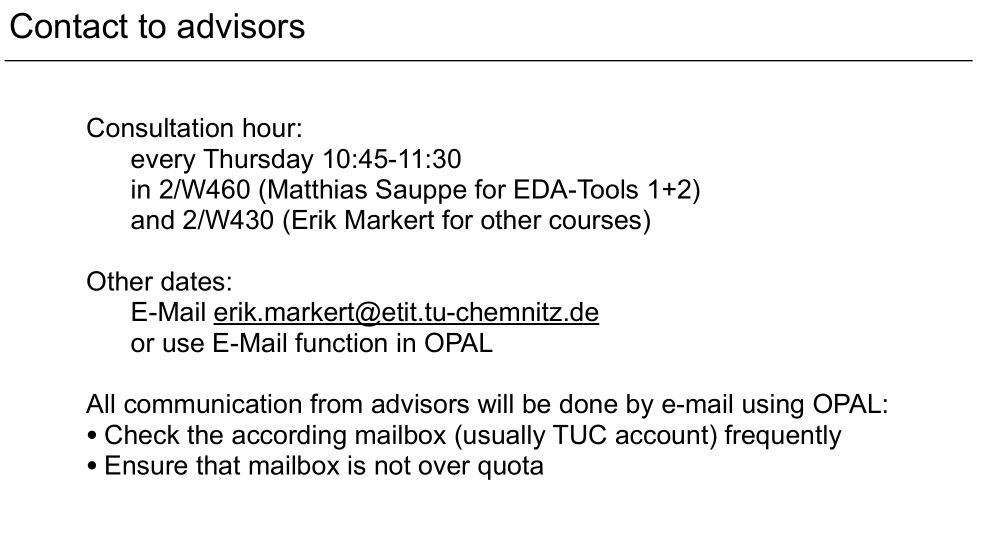 Contact to advisors
Consultation hour:
every Thursday 10:45-11:30
in 2/W460 (Matthias Sauppe for EDA-Tools 1+2)
and 2/W430 (Erik Markert for other courses)
Other dates:
E-Mail erik.markert@etit.tu-chemnitz.de
or use E-Mail function in OPAL
All communication from advisors will be done by e-mail using OPAL:
• Check the according mailbox (usually TUC account) frequently
• Ensure that mailbox is not over quota